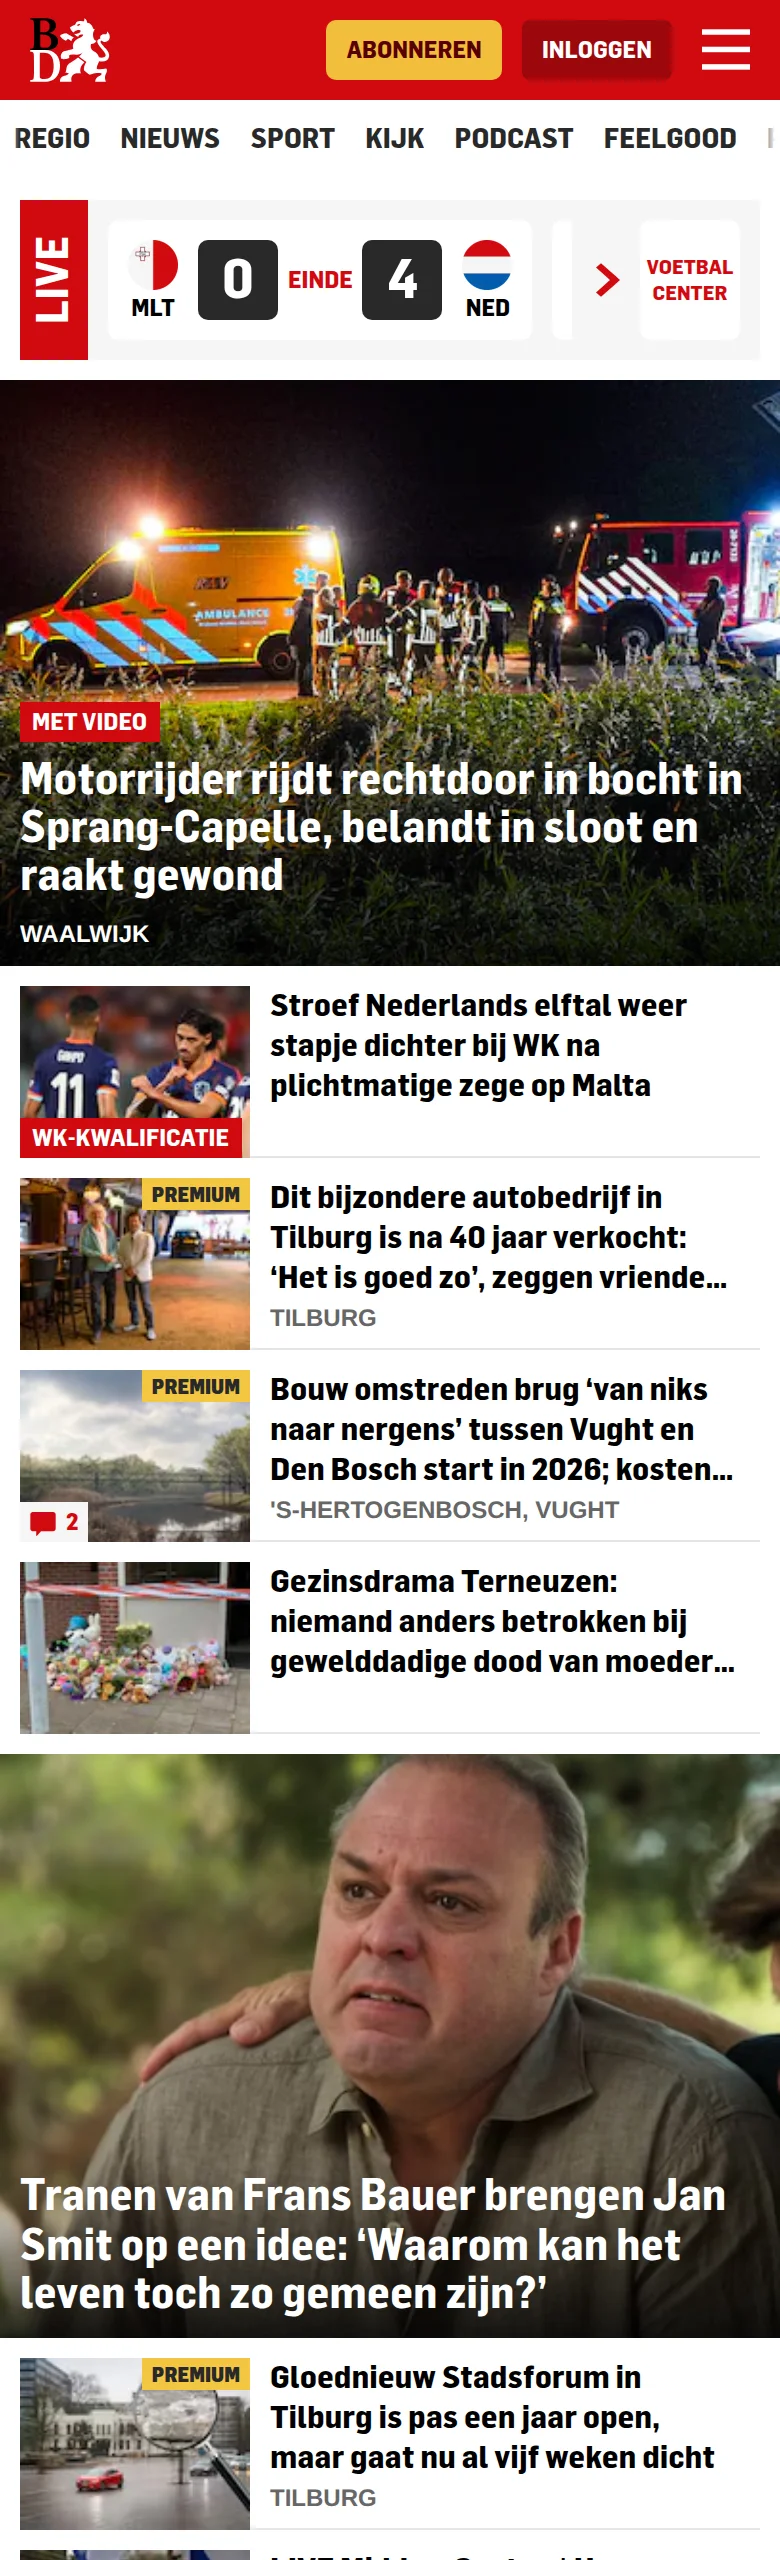 BD
ABONNEREN
INLOGGEN
REGIO NIEUWS SPORT KIJK PODCAST FEELGOOD
LIVE
MLT
0
EINDE
4
NED
VOETBAL
CENTER
AMBULANCE
MET VIDEO
Motorrijder rijdt rechtdoor in bocht in
Sprang-Capelle, belandt in sloot en
raakt gewond
WAALWIJK
GAKPO
11
WK-KWALIFICATIE
Stroef Nederlands elftal weer
stapje dichter bij WK na
plichtmatige zege op Malta
PREMIUM
Dit bijzondere autobedrijf in
Tilburg is na 40 jaar verkocht:
‘Het is goed zo’, zeggen vriende...
TILBURG
PREMIUM
2
Bouw omstreden brug ‘van niks
naar nergens’ tussen Vught en
Den Bosch start in 2026; kosten...
'S-HERTOGENBOSCH, VUGHT
Gezinsdrama Terneuzen:
niemand anders betrokken bij
gewelddadige dood van moeder...
Tranen van Frans Bauer brengen Jan
Smit op een idee: ‘Waarom kan het
leven toch zo gemeen zijn?’
PREMIUM
Gloednieuw Stadsforum in
Tilburg is pas een jaar open,
maar gaat nu al vijf weken dicht
TILBURG